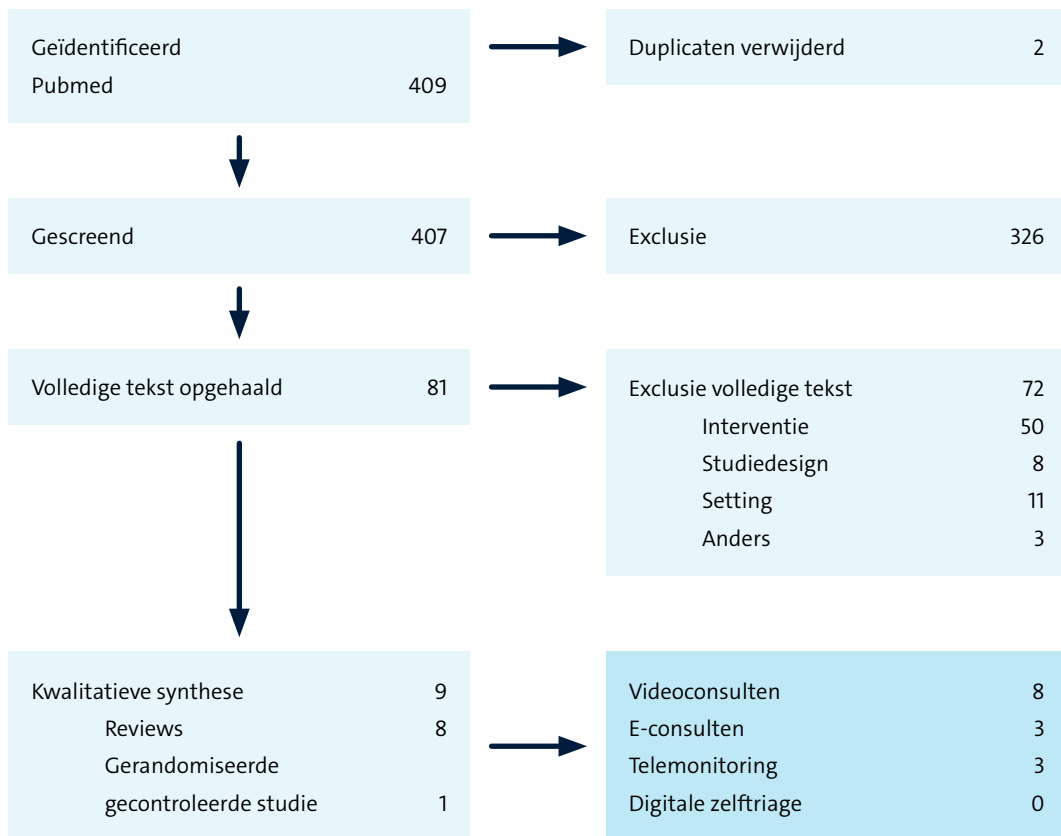 Geïdentificeerd
Pubmed 409
Duplicaten verwijderd 2
Gescreend 407
Exclusie 326
Volledige tekst opgehaald 81
Exclusie volledige tekst 72
Interventie 50
Studiedesign 8
Setting 11
Anders 3
Kwalitatieve synthese 9
Reviews 8
Gerandomiseerde
gecontroleerde studie 1
Videoconsulten 8
E-consulten 3
Telemonitoring 3
Digitale zelftriage 0